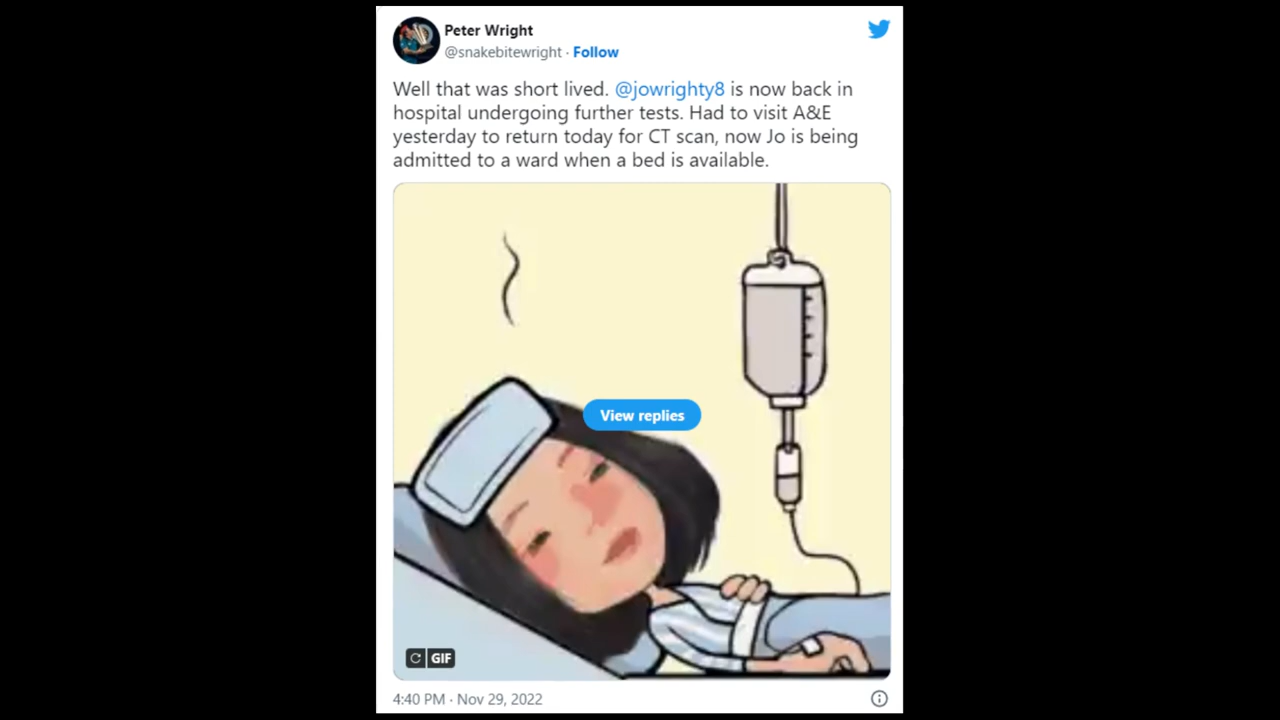 Peter Wright
@snakebitewright · Follow
Well that was short lived. @jowrighty8 is now back in
hospital undergoing further tests. Had to visit A&E
yesterday to return today for CT scan, now Jo is being
admitted to a ward when a bed is available.
View replies
GIF
4:40 PM · Nov 29, 2022